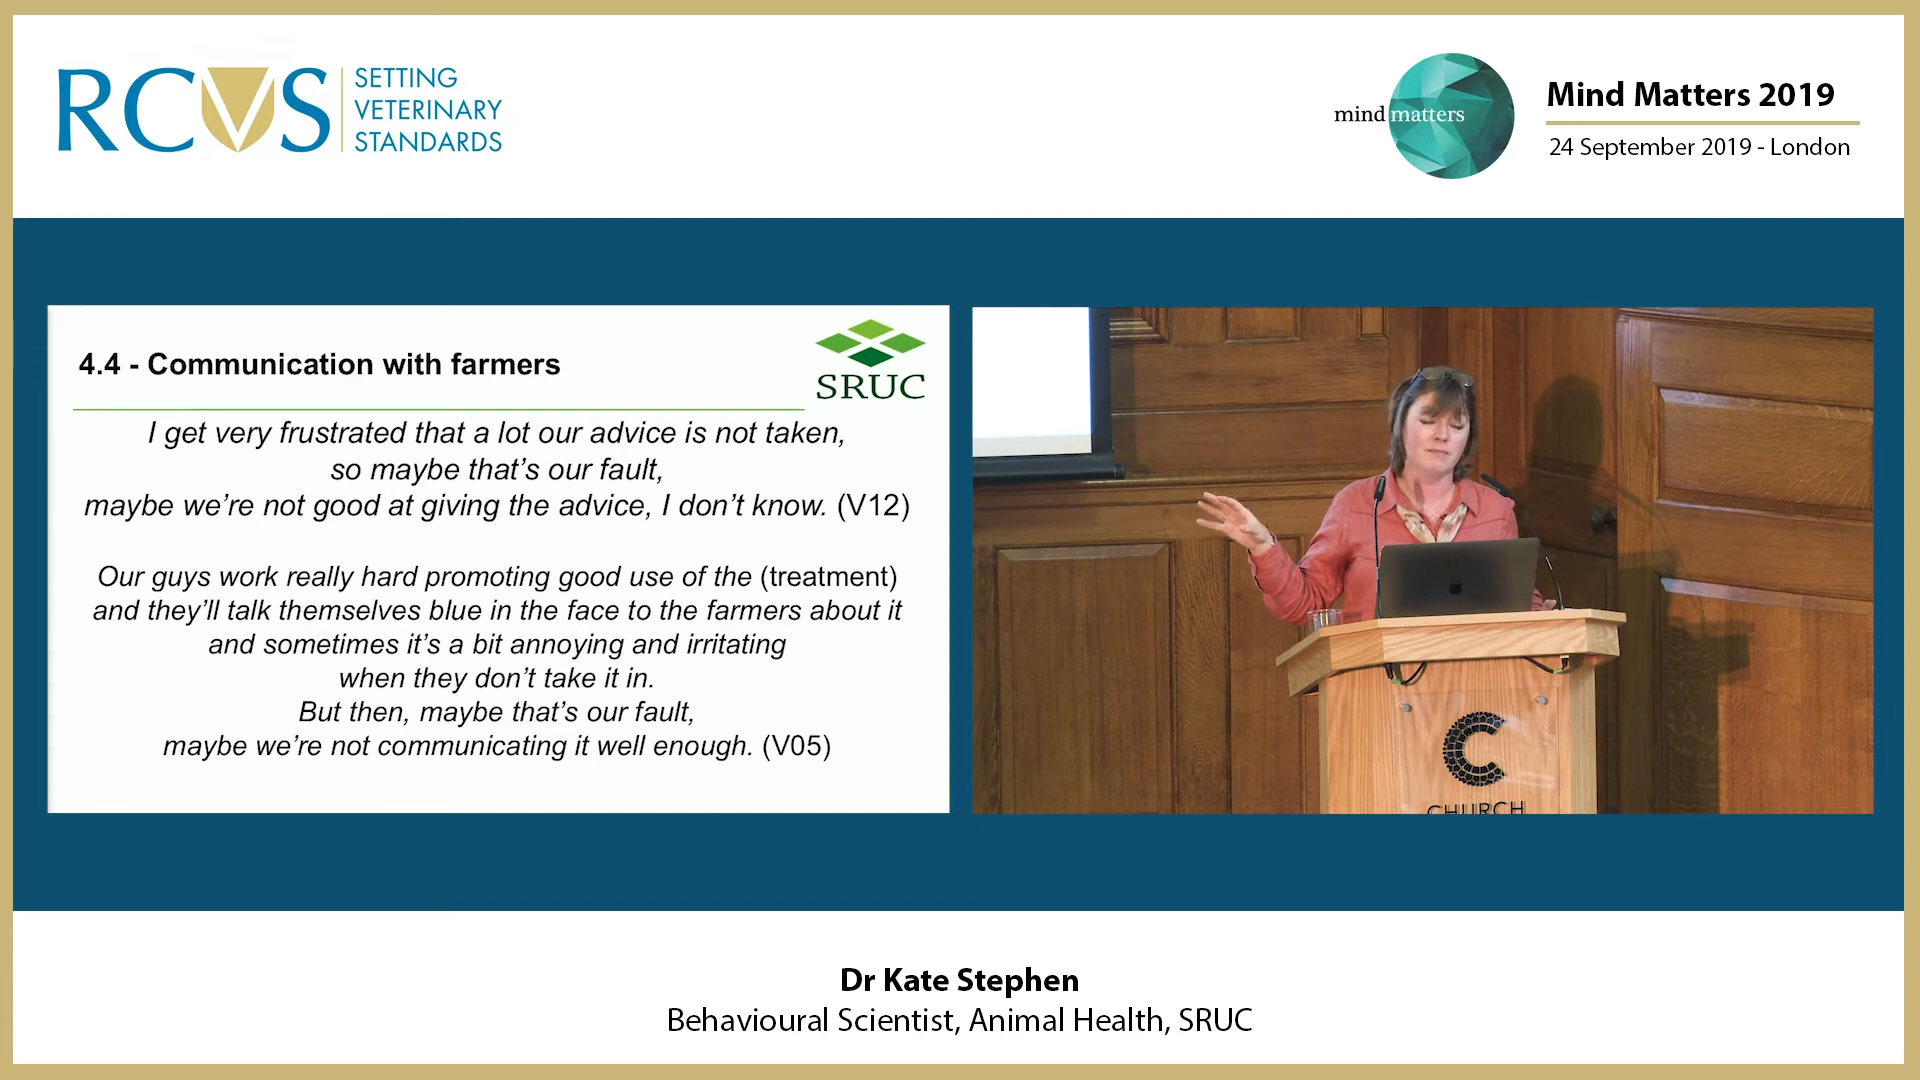 RCVS
SETTING
VETERINARY
STANDARDS
mind matters
Mind Matters 2019
24 September 2019 - London
4.4 - Communication with farmers
SRUC
I get very frustrated that a lot our advice is not taken,
so maybe that's our fault,
maybe we're not good at giving the advice, I don't know. (V12)
Our guys work really hard promoting good use of the (treatment)
and they'll talk themselves blue in the face to the farmers about it
and sometimes it's a bit annoying and irritating
when they don't take it in.
But then, maybe that's our fault,
maybe we're not communicating it well enough. (V05)
C
CHURCH
Dr Kate Stephen
Behavioural Scientist, Animal Health, SRUC